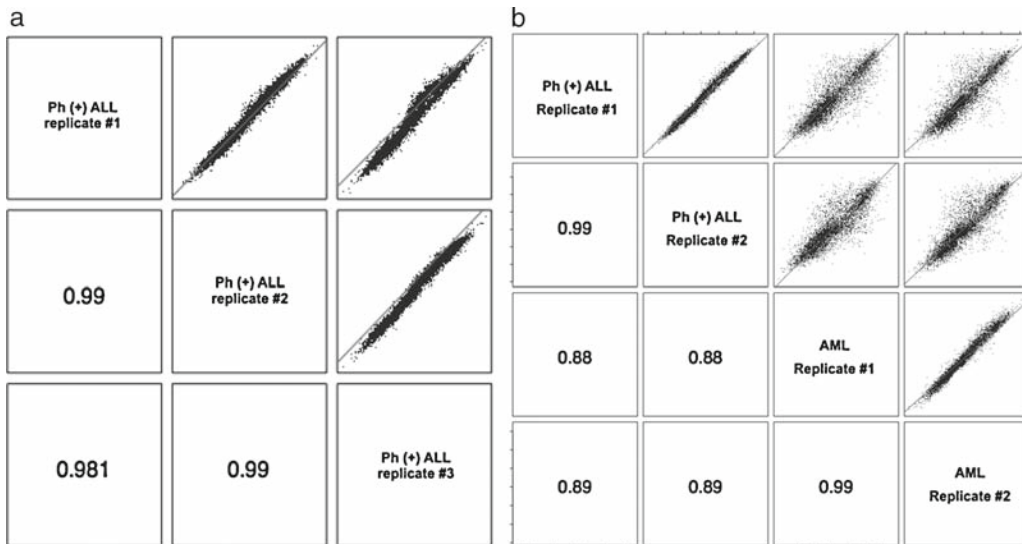 a
Ph (+) ALL
replicate #1
0.99
Ph (+) ALL
replicate #2
0.981
0.99
Ph (+) ALL
replicate #3
b
Ph (+) ALL
Replicate #1
0.99
Ph (+) ALL
Replicate #2
0.88
0.88
AML
Replicate #1
0.89
0.89
0.99
AML
Replicate #2